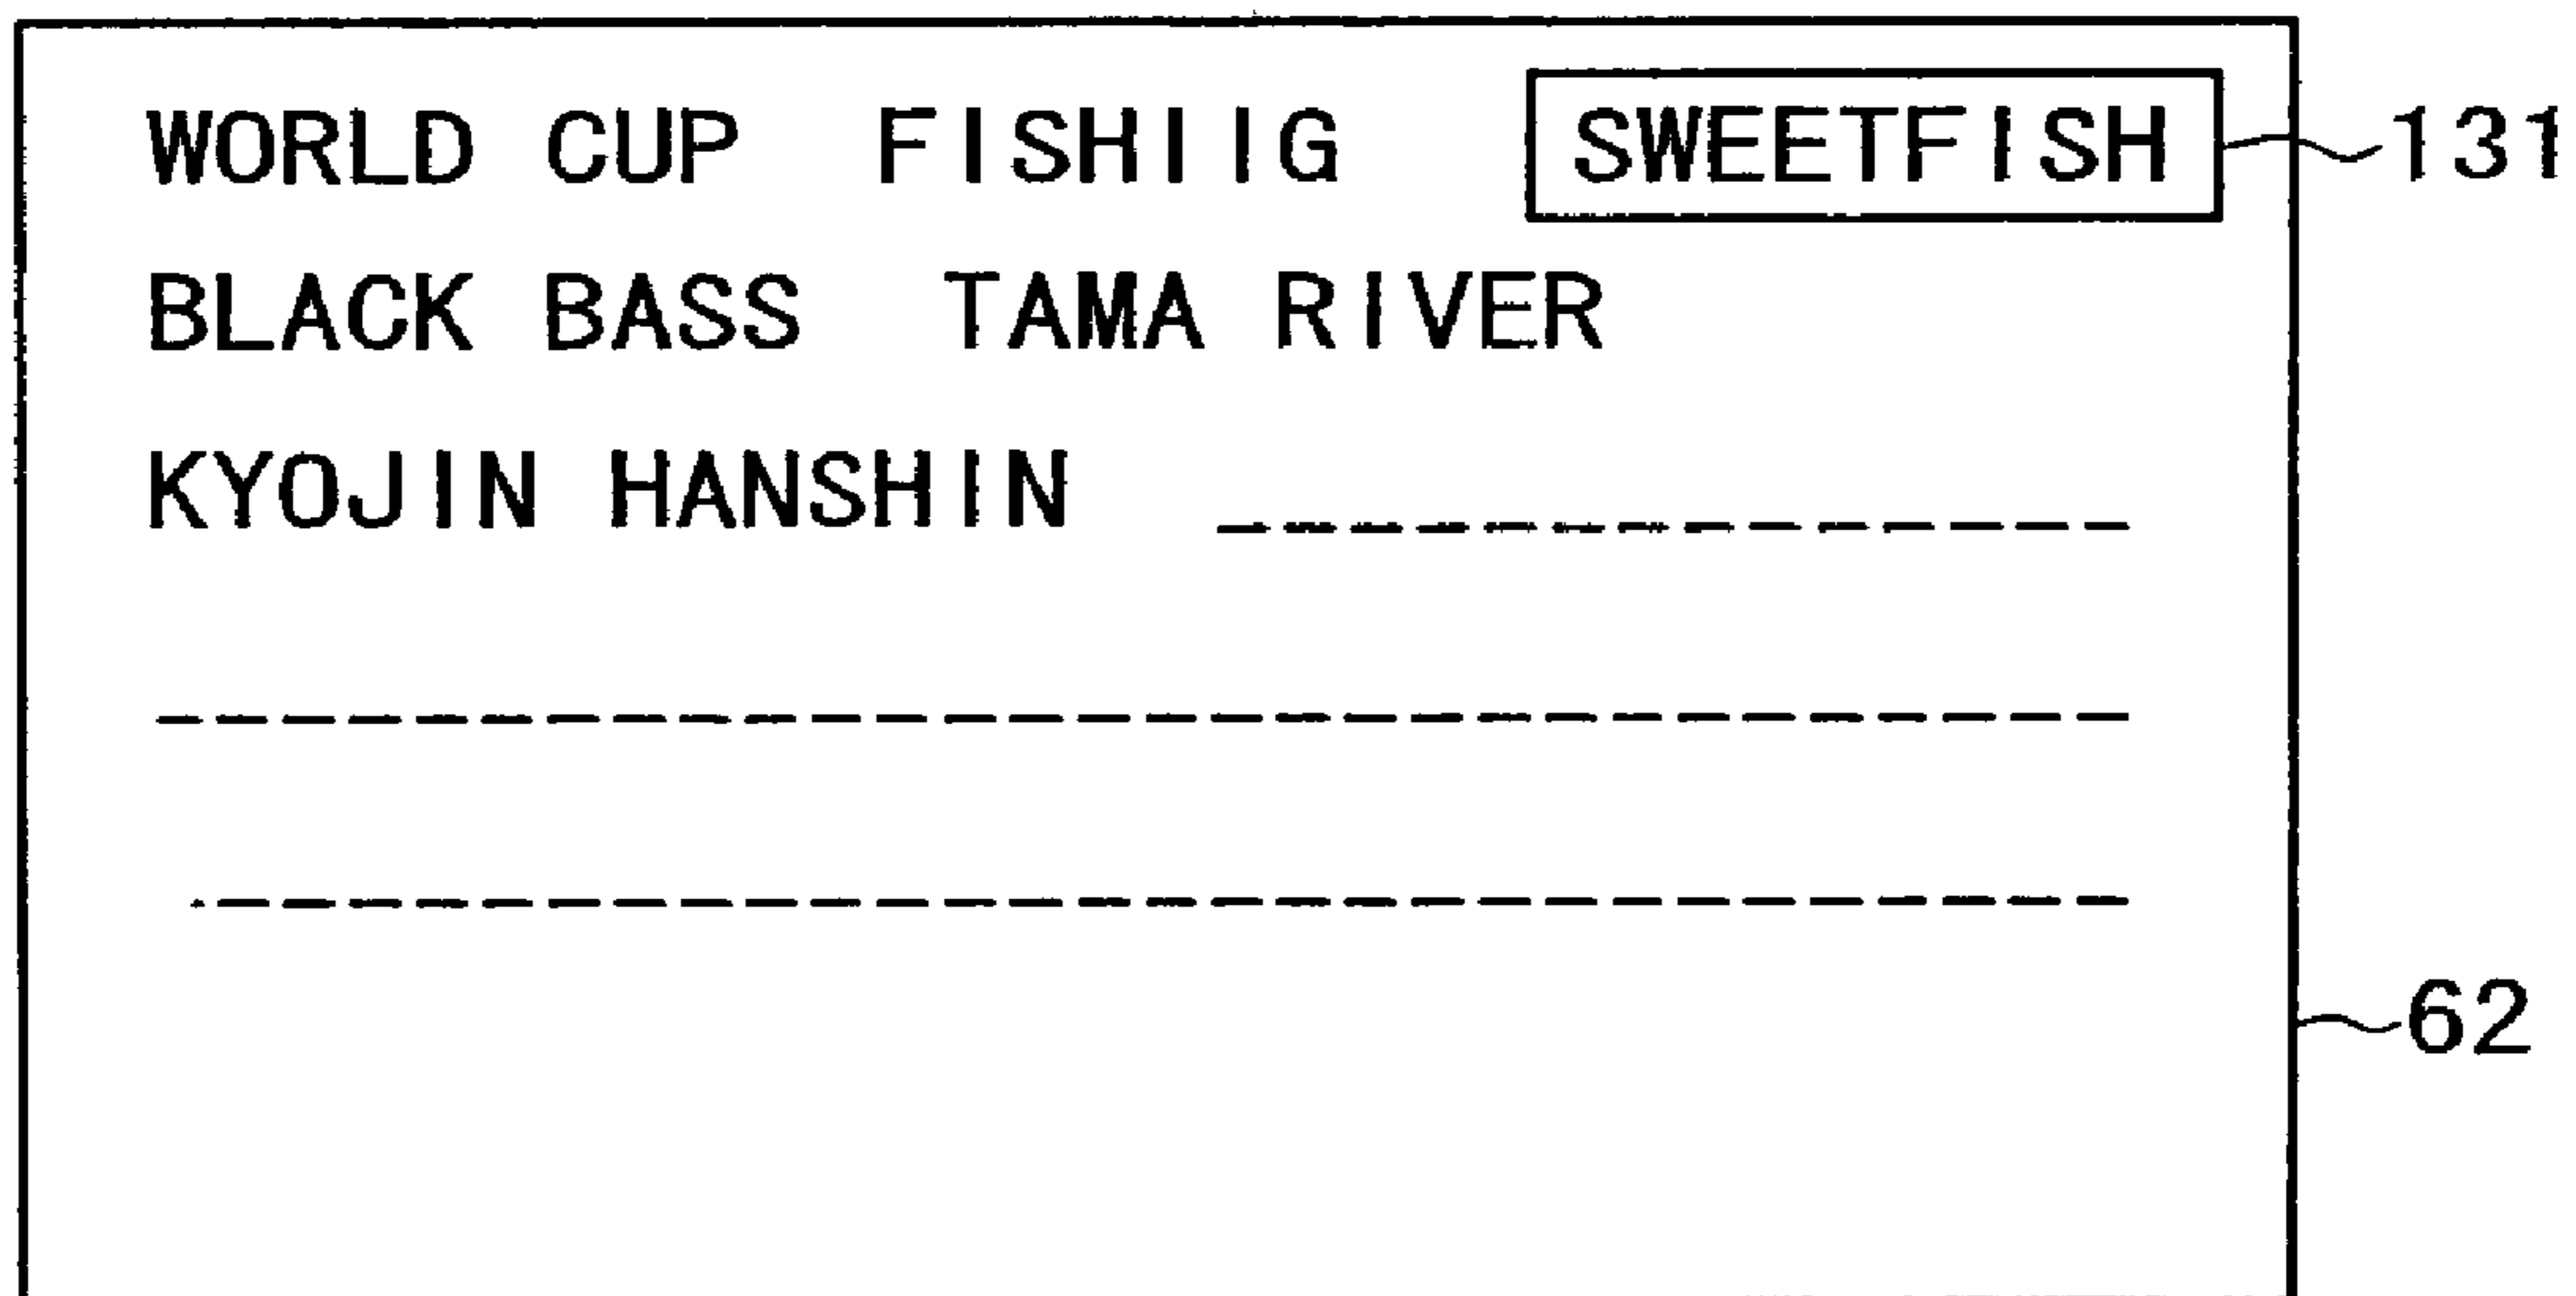 WORLD CUP FISHIIG SWEETFISH 131
BLACK BASS TAMA RIVER
KYOJIN HANSHIN
62